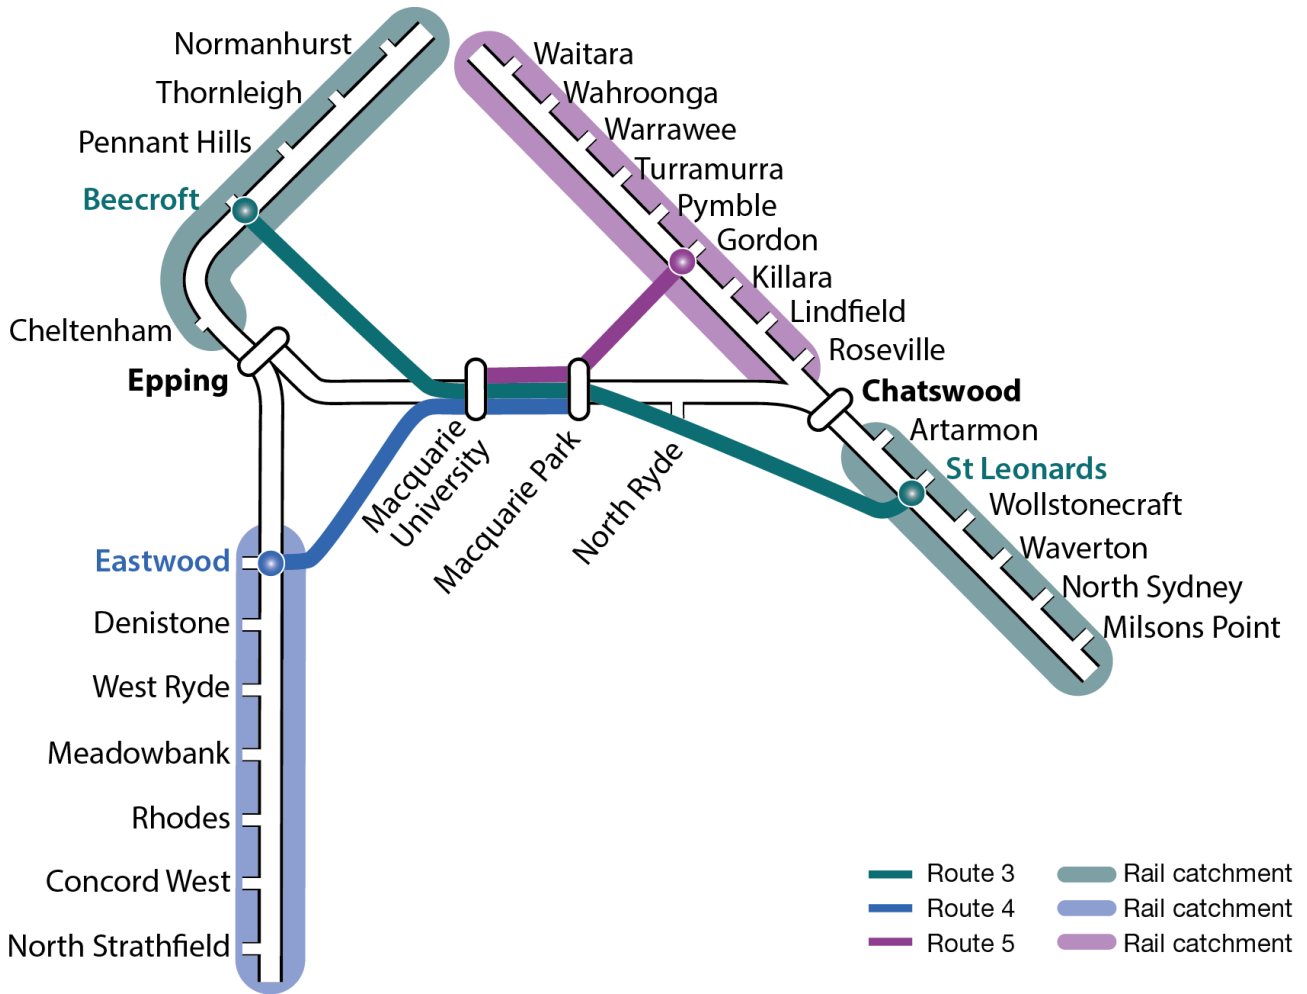 Normanhurst
Thornleigh
Pennant Hills
Beecroft
Cheltenham
Epping
Waitara
Wahroonga
Warrawee
Turramurra
Pymble
Gordon
Killara
Lindfield
Roseville
Chatswood
Artarmon
St Leonards
Wollstonecraft
Waverton
North Sydney
Milsons Point
Macquarie
University
Macquarie Park
North Ryde
Eastwood
Denistone
West Ryde
Meadowbank
Rhodes
Concord West
North Strathfield
Route 3 Rail catchment
Route 4 Rail catchment
Route 5 Rail catchment